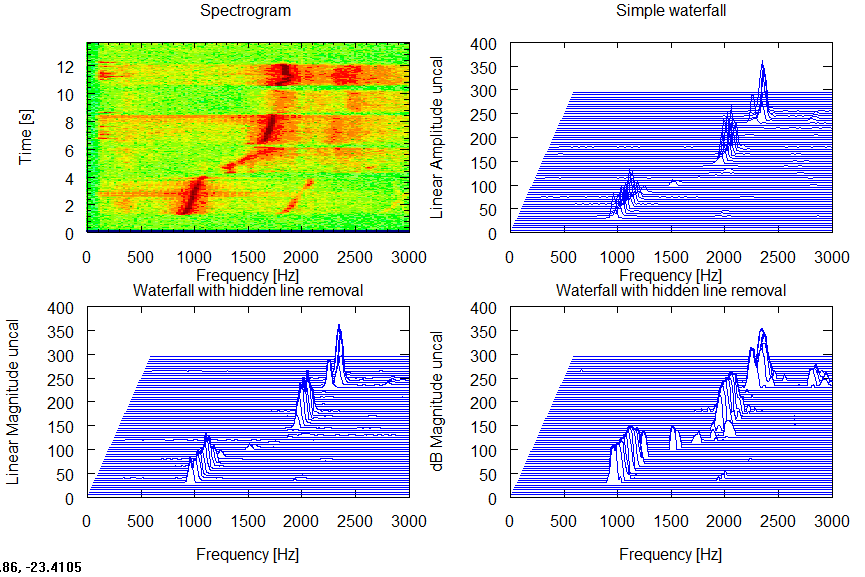 Spectrogram
Simple waterfall
12
10
8
6
4
2
0
Time [s]
0 500 1000 1500 2000 2500 3000
Frequency [Hz]
400
350
300
250
200
150
100
50
0
Linear Amplitude uncal
0 500 1000 1500 2000 2500 3000
Frequency [Hz]
Waterfall with hidden line removal
Waterfall with hidden line removal
400
350
300
250
200
150
100
50
0
Linear Magnitude uncal
0 500 1000 1500 2000 2500 3000
Frequency [Hz]
400
350
300
250
200
150
100
50
0
dB Magnitude uncal
0 500 1000 1500 2000 2500 3000
Frequency [Hz]
.86, -23.4105